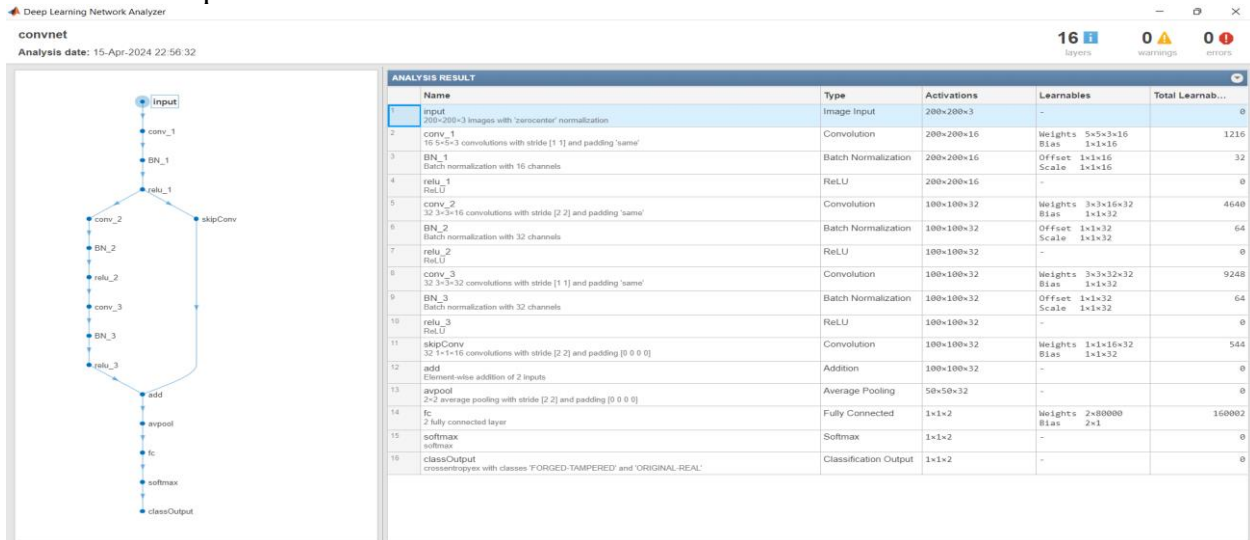 Deep Learning Network Analyzer
convnet
Analysis date: 15-Apr-2024 22:56:32
16
layers
0
warnings
0
errors
input
conv_1
BN_1
relu_1
conv_2
skipConv
BN_2
relu_2
conv_3
BN_3
relu_3
add
avpool
fc
softmax
classOutput
ANALYSIS RESULT
Name Type Activations Learnables Total Learnab...
1 input Image Input 200×200×3 - 0
200×200×3 images with 'zerocenter' normalization
2 conv_1 Convolution 200×200×16 Weights 5×5×3×16 1216
16 5×5×3 convolutions with stride [1 1] and padding 'same' Bias 1×1×16
3 BN_1 Batch Normalization 200×200×16 Offset 1×1×16 32
Batch normalization with 16 channels Scale 1×1×16
4 relu_1 ReLU 200×200×16 - 0
ReLU
5 conv_2 Convolution 100×100×32 Weights 3×3×16×32 4640
32 3×3×16 convolutions with stride [2 2] and padding 'same' Bias 1×1×32
6 BN_2 Batch Normalization 100×100×32 Offset 1×1×32 64
Batch normalization with 32 channels Scale 1×1×32
7 relu_2 ReLU 100×100×32 - 0
ReLU
8 conv_3 Convolution 100×100×32 Weights 3×3×32×32 9248
32 3×3×32 convolutions with stride [1 1] and padding 'same' Bias 1×1×32
9 BN_3 Batch Normalization 100×100×32 Offset 1×1×32 64
Batch normalization with 32 channels Scale 1×1×32
10 relu_3 ReLU 100×100×32 - 0
ReLU
11 skipConv Convolution 100×100×32 Weights 1×1×16×32 544
32 1×1×16 convolutions with stride [2 2] and padding [0 0 0 0] Bias 1×1×32
12 add Addition 100×100×32 - 0
Element-wise addition of 2 inputs
13 avpool Average Pooling 50×50×32 - 0
2×2 average pooling with stride [2 2] and padding [0 0 0 0]
14 fc Fully Connected 1×1×2 Weights 2×80000 160002
2 fully connected layer Bias 2×1
15 softmax Softmax 1×1×2 - 0
softmax
16 classOutput Classification Output 1×1×2 - 0
crossentropyex with classes 'FORGED-TAMPERED' and 'ORIGINAL-REAL'